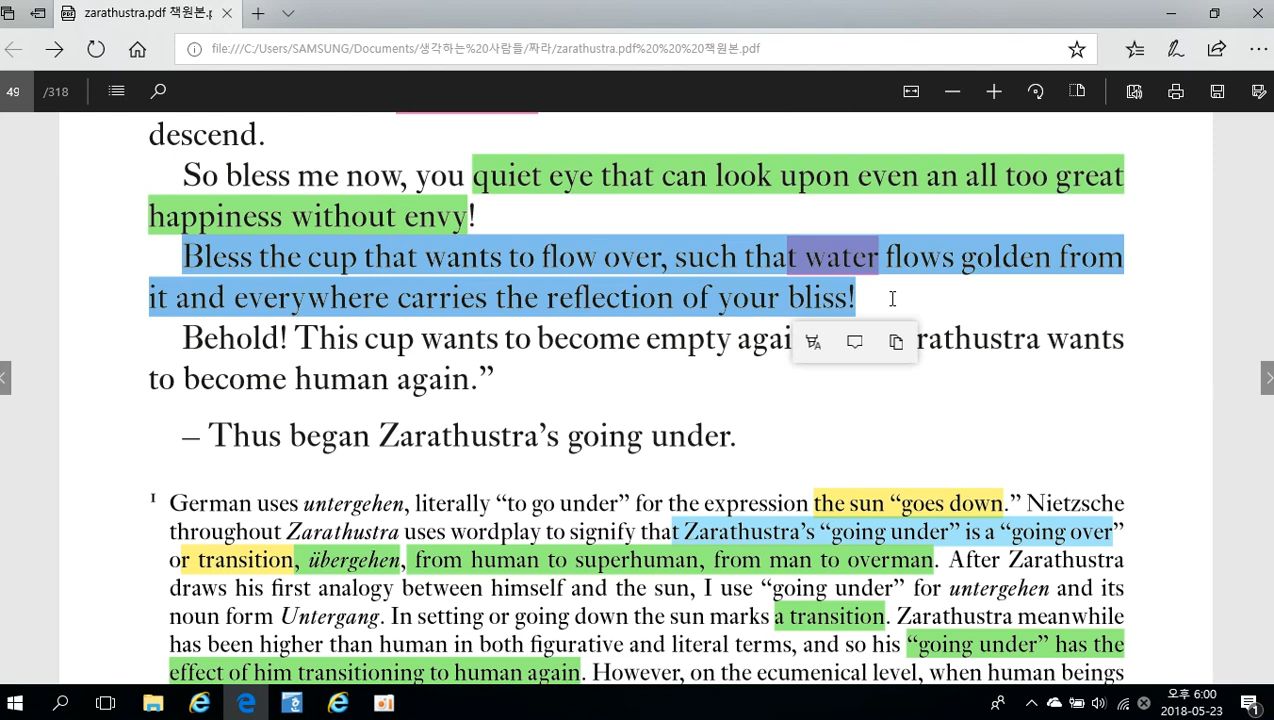 zarathustra.pdf 책원본.p
file:///C:/Users/SAMSUNG/Documents/생각하는%20사람들/짜라/zarathustra.pdf%20%20%20책원본.pdf
49 /318
descend.
So bless me now, you quiet eye that can look upon even an all too great
happiness without envy!
Bless the cup that wants to flow over, such that water flows golden from
it and everywhere carries the reflection of your bliss!
Behold! This cup wants to become empty agai rathustra wants
to become human again.”
– Thus began Zarathustra’s going under.
1 German uses untergehen, literally “to go under” for the expression the sun “goes down.” Nietzsche
throughout Zarathustra uses wordplay to signify that Zarathustra’s “going under” is a “going over”
or transition, übergehen, from human to superhuman, from man to overman. After Zarathustra
draws his first analogy between himself and the sun, I use “going under” for untergehen and its
noun form Untergang. In setting or going down the sun marks a transition. Zarathustra meanwhile
has been higher than human in both figurative and literal terms, and so his “going under” has the
effect of him transitioning to human again. However, on the ecumenical level, when human beings
오후 6:00
2018-05-23
1